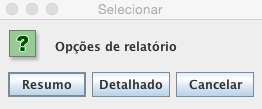 Selecionar
Opções de relatório
Resumo Detalhado Cancelar